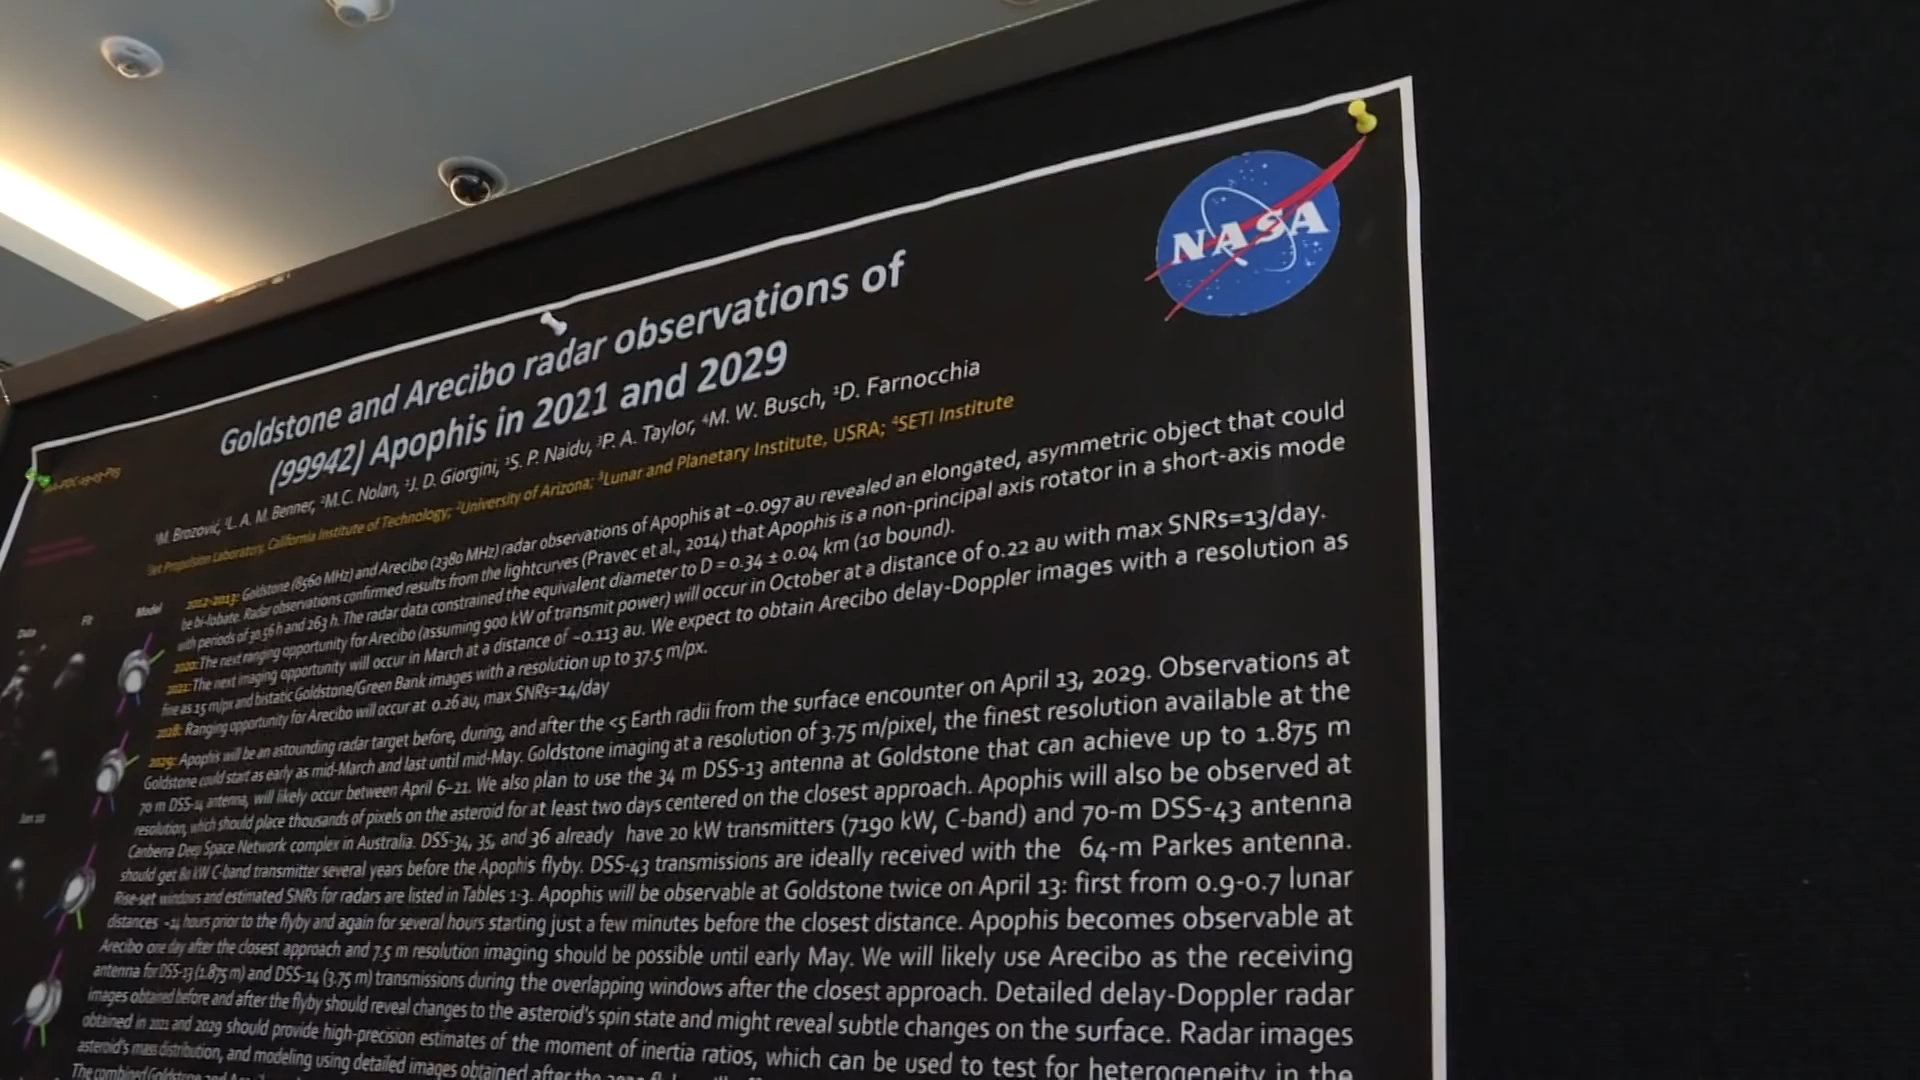 NASA
Goldstone and Arecibo radar observations of
(99942) Apophis in 2021 and 2029
¹M. Brozović, ¹L. A. M. Benner, ²M.C. Nolan, ¹J. D. Giorgini, ¹S. P. Naidu, ³P. A. Taylor, ⁴M. W. Busch, ¹D. Farnocchia
¹Jet Propulsion Laboratory, California Institute of Technology; ²University of Arizona; ³Lunar and Planetary Institute, USRA; ⁴SETI Institute
2012-2013: Goldstone (8560 MHz) and Arecibo (2380 MHz) radar observations of Apophis at ~0.097 au revealed an elongated, asymmetric object that could
be bi-lobate. Radar observations confirmed results from the lightcurves (Pravec et al., 2014) that Apophis is a non-principal axis rotator in a short-axis mode
with periods of 30.56 h and 263 h. The radar data constrained the equivalent diameter to D = 0.34 ± 0.04 km (1σ bound).
2020: The next ranging opportunity for Arecibo (assuming 900 kW of transmit power) will occur in October at a distance of 0.22 au with max SNRs=13/day.
2021: The next imaging opportunity will occur in March at a distance of ~0.113 au. We expect to obtain Arecibo delay-Doppler images with a resolution as
fine as 15 m/px and bistatic Goldstone/Green Bank images with a resolution up to 37.5 m/px.
2028: Ranging opportunity for Arecibo will occur at 0.26 au, max SNRs=14/day
2029: Apophis will be an astounding radar target before, during, and after the <5 Earth radii from the surface encounter on April 13, 2029. Observations at
Goldstone could start as early as mid-March and last until mid-May. Goldstone imaging at a resolution of 3.75 m/pixel, the finest resolution available at the
70 m DSS-14 antenna, will likely occur between April 6-21. We also plan to use the 34 m DSS-13 antenna at Goldstone that can achieve up to 1.875 m
resolution, which should place thousands of pixels on the asteroid for at least two days centered on the closest approach. Apophis will also be observed at
Canberra Deep Space Network complex in Australia. DSS-34, 35, and 36 already have 20 kW transmitters (7190 kW, C-band) and 70-m DSS-43 antenna
should get 80 kW C-band transmitter several years before the Apophis flyby. DSS-43 transmissions are ideally received with the 64-m Parkes antenna.
Rise-set windows and estimated SNRs for radars are listed in Tables 1-3. Apophis will be observable at Goldstone twice on April 13: first from 0.9-0.7 lunar
distances ~14 hours prior to the flyby and again for several hours starting just a few minutes before the closest distance. Apophis becomes observable at
Arecibo one day after the closest approach and 7.5 m resolution imaging should be possible until early May. We will likely use Arecibo as the receiving
antenna for DSS-13 (1.875 m) and DSS-14 (3.75 m) transmissions during the overlapping windows after the closest approach. Detailed delay-Doppler radar
images obtained before and after the flyby should reveal changes to the asteroid's spin state and might reveal subtle changes on the surface. Radar images
obtained in 2021 and 2029 should provide high-precision estimates of the moment of inertia ratios, which can be used to test for heterogeneity in the
asteroid's mass distribution, and modeling using detailed images obtained after the
The combined Goldstone and
Data
Fit
Model